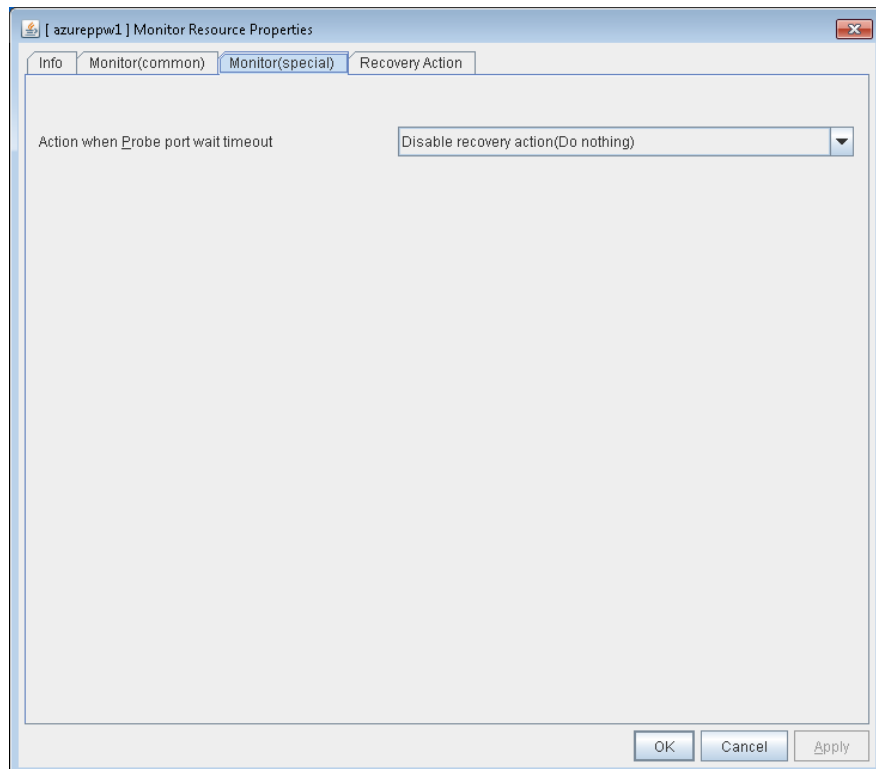 [ azureppw1 ] Monitor Resource Properties
Info Monitor(common) Monitor(special) Recovery Action
Action when Probe port wait timeout Disable recovery action(Do nothing)
OK Cancel Apply